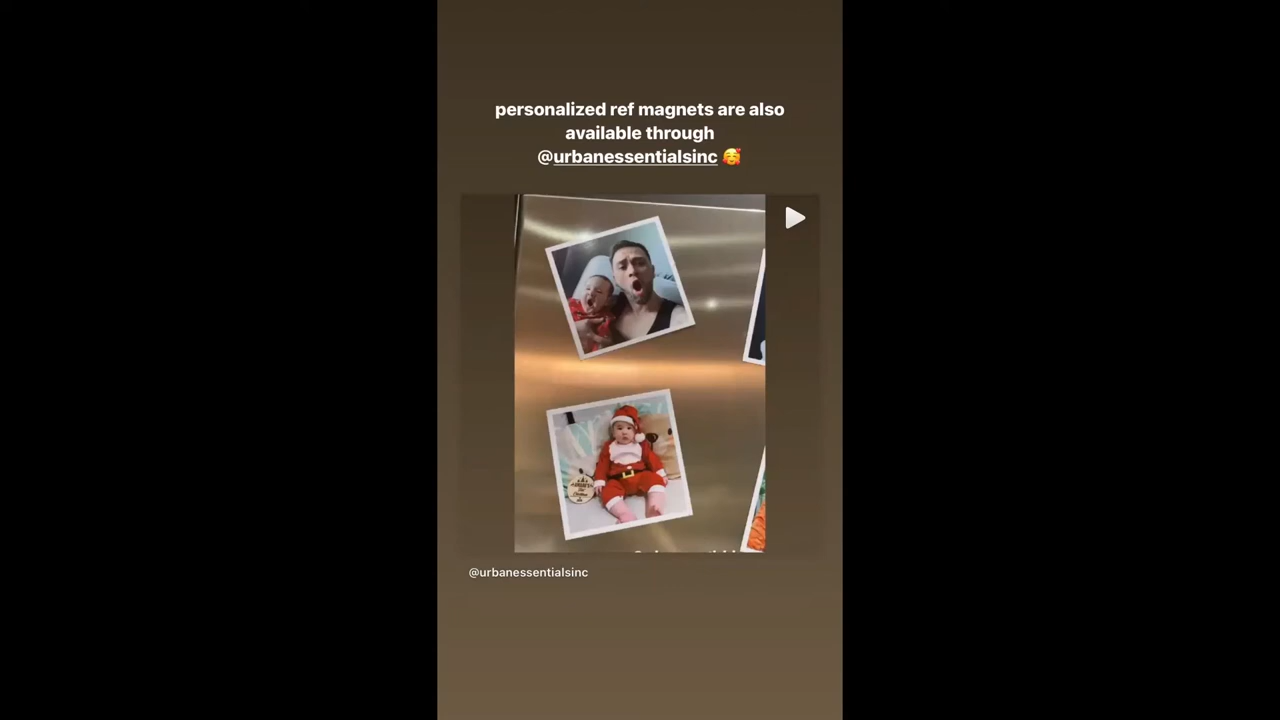 personalized ref magnets are also
available through
@urbanessentialsinc 🥰
@urbanessentialsinc